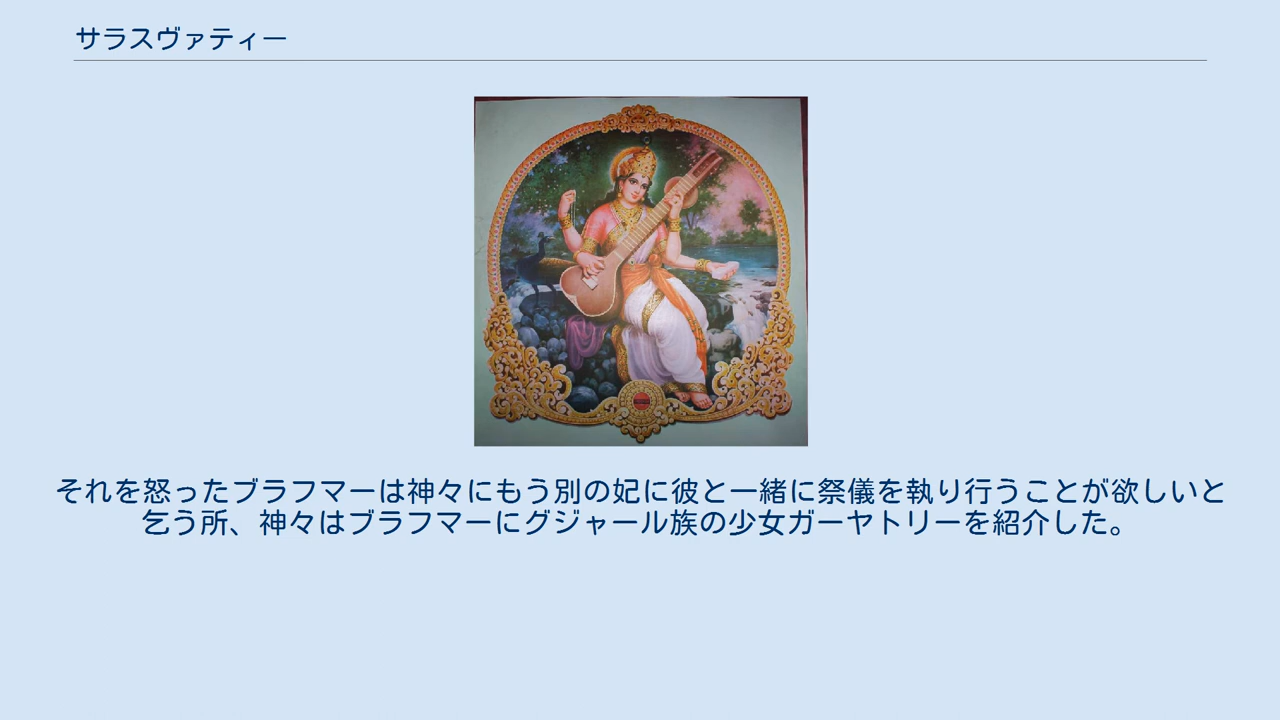 サラスヴァティー
それを怒ったブラフマーは神々にもう別の妃に彼と一緒に祭儀を執り行うことが欲しいと
乞う所、神々はブラフマーにグジャール族の少女ガーヤトリーを紹介した。